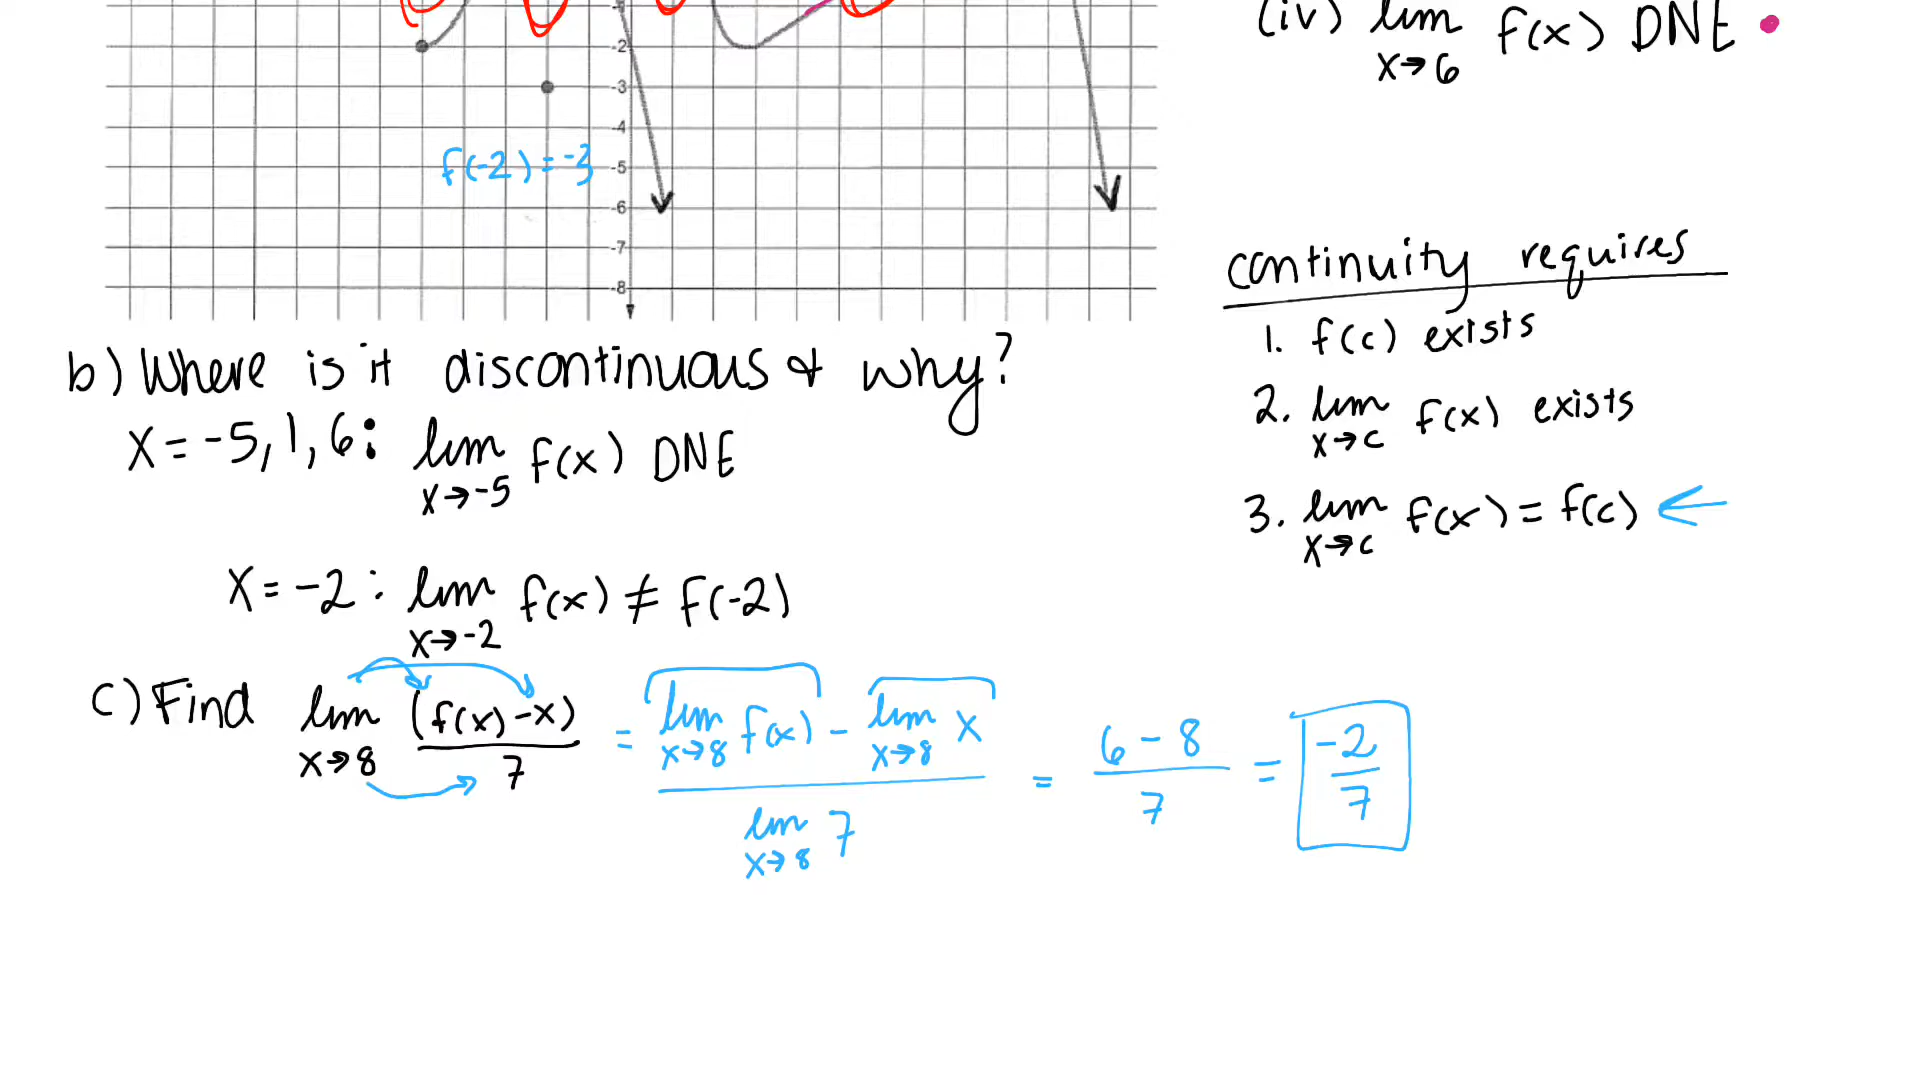 (iv) lim f(x) DNE
x→6
-2
-3
-4
-5
-6
-7
-8
f(-2) = -3
continuity requires
1. f(c) exists
2. lim f(x) exists
x→c
3. lim f(x) = f(c)
x→c
b) Where is it discontinuous & why?
x = -5, 1, 6: lim f(x) DNE
x→-5
x = -2: lim f(x) ≠ f(-2)
x→-2
c) Find lim (f(x) - x) / 7 = (lim f(x) - lim x) / (lim 7) = (6 - 8) / 7 = -2/7
x→8 x→8 x→8 x→8